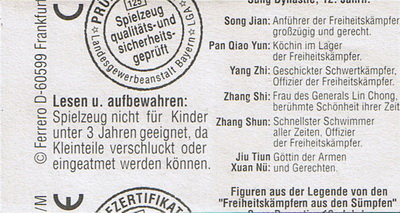 Song Dynastie, 12. Jahrh.
Song Jian: Anführer der Freiheitskämpfer
großzügig und gerecht.
Pan Qiao Yun: Köchin im Lager
der Freiheitskämpfer.
Yang Zhi: Geschickter Schwertkämpfer,
Offizier der Freiheitskämpfer.
Zhang Shi: Frau des Generals Lin Chong,
berühmte Schönheit ihrer Zeit
Zhang Shun: Schnellster Schwimmer
aller Zeiten, Offizier
der Freiheitskämpfer.
Jiu Tiun Göttin der Armen
Xuan Nü: und Gerechten.
Figuren aus der Legende von den
"Freiheitskämpfern aus den Sümpfen"
125
Spielzeug
qualitäts- und
sicherheits-
geprüft
Landesgewerbeanstalt Bayern
LGA
Lesen u. aufbewahren:
Spielzeug nicht für Kinder
unter 3 Jahren geeignet, da
Kleinteile verschluckt oder
eingeatmet werden können.
© Ferrero D-60599 Frankfurt
CE
/M
EZERTIFIKAT